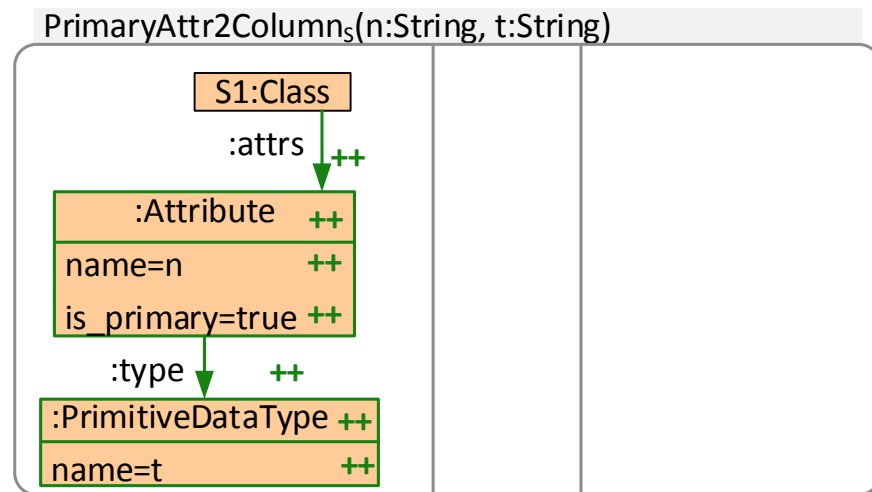 PrimaryAttr2Columnₛ(n:String, t:String)
S1:Class
:attrs ++
:Attribute ++
name=n ++
is_primary=true ++
:type ++
:PrimitiveDataType ++
name=t ++